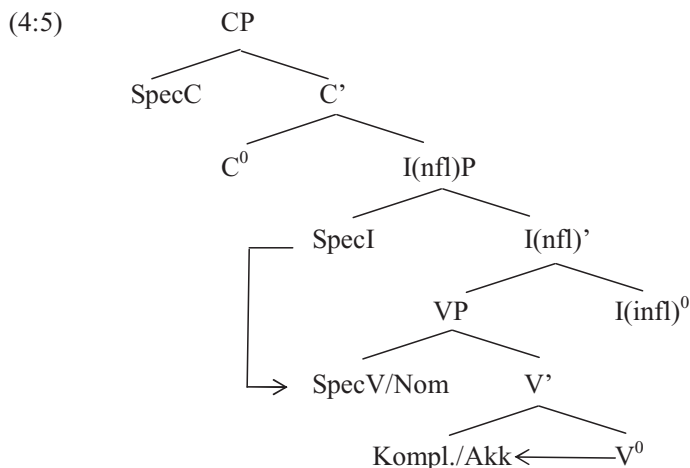 (4:5) CP
SpecC C’
C⁰ I(nfl)P
SpecI I(nfl)’
VP I(infl)⁰
SpecV/Nom V’
Kompl./Akk V⁰